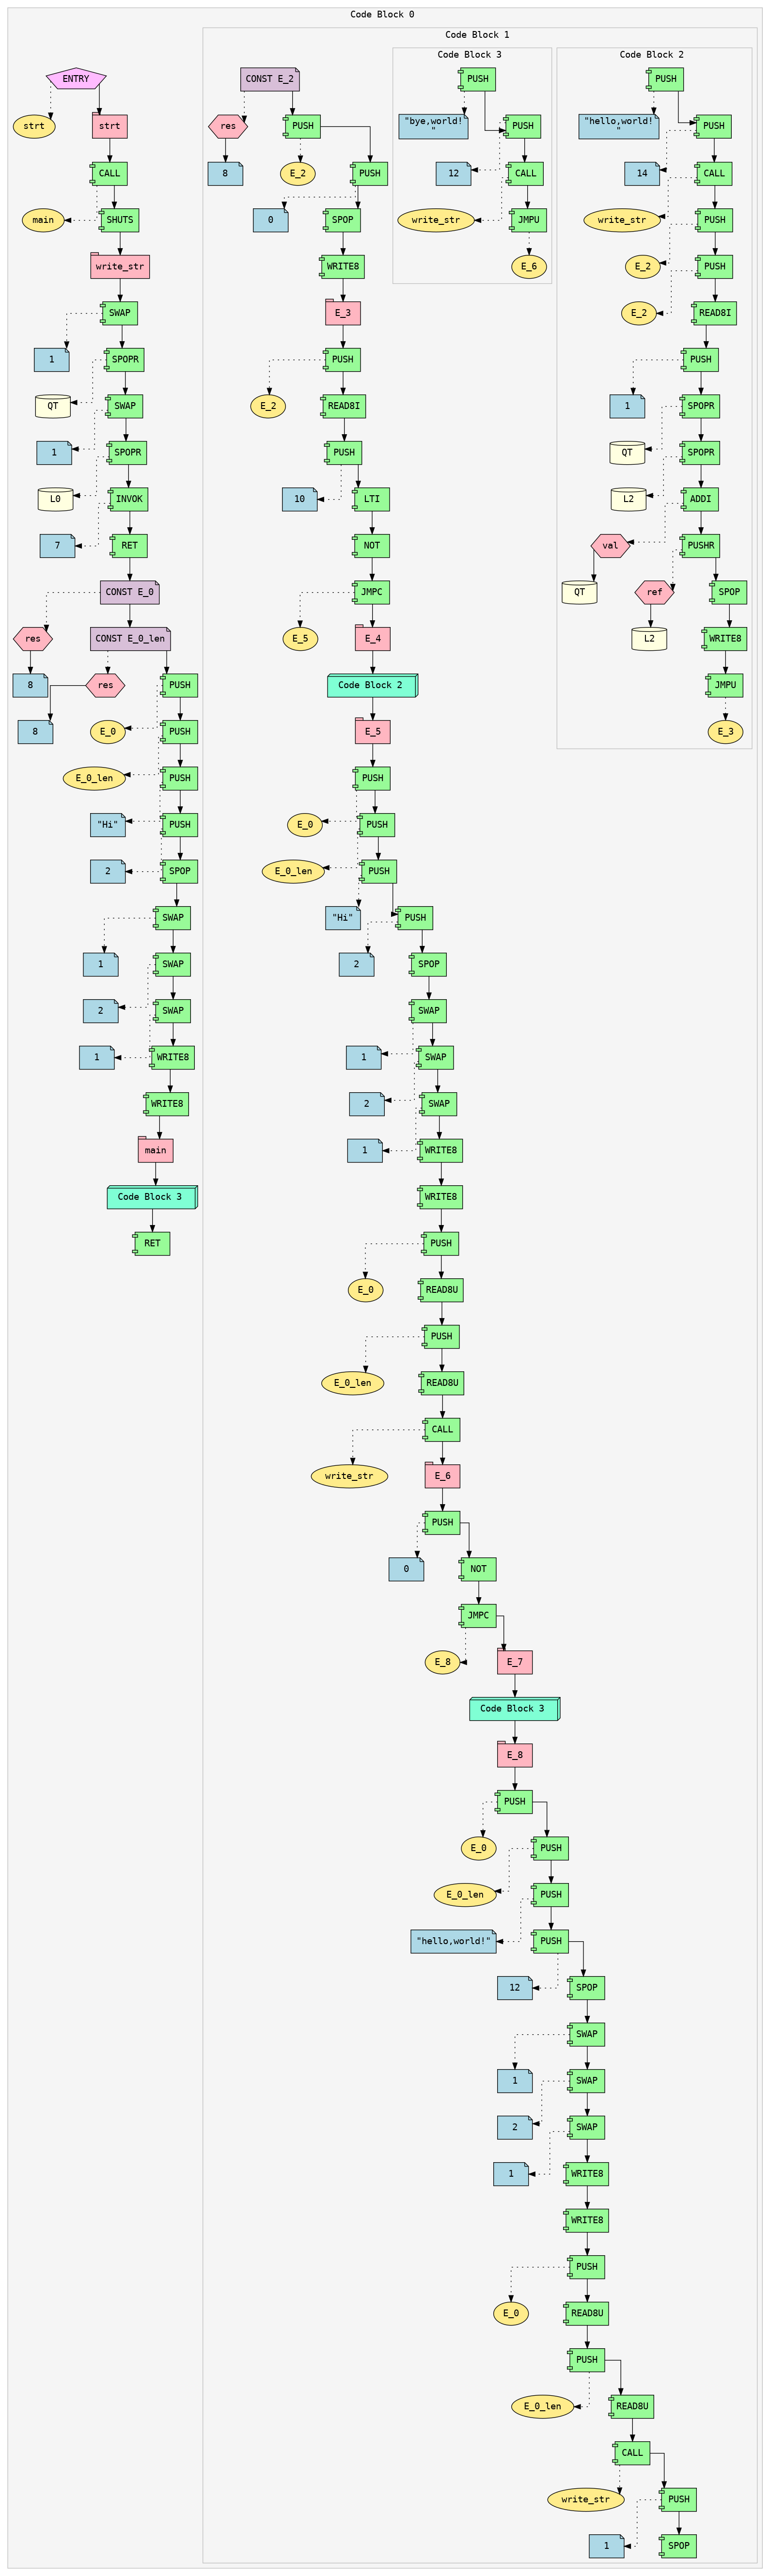 Code Block 0
ENTRY
strt
strt
CALL
main
SHUTS
write_str
SWAP
1
SPOPR
QT
SWAP
1
SPOPR
L0
INVOK
7
RET
CONST E_0
res
CONST E_0_len
8
res
PUSH
8
E_0
PUSH
E_0_len
PUSH
"Hi"
PUSH
2
SPOP
SWAP
1
SWAP
2
SWAP
1
WRITE8
WRITE8
main
Code Block 3
RET
Code Block 1
CONST E_2
res
PUSH
8
E_2
PUSH
0
SPOP
WRITE8
E_3
PUSH
E_2
READ8I
PUSH
10
LTI
NOT
JMPC
E_5
E_4
Code Block 2
E_5
PUSH
E_0
PUSH
E_0_len
PUSH
"Hi"
PUSH
2
SPOP
SWAP
1
SWAP
2
SWAP
1
WRITE8
WRITE8
PUSH
E_0
READ8U
PUSH
E_0_len
READ8U
CALL
write_str
E_6
PUSH
0
NOT
JMPC
E_8
E_7
Code Block 3
E_8
PUSH
E_0
PUSH
E_0_len
PUSH
"hello,world!"
PUSH
12
SPOP
SWAP
1
SWAP
2
SWAP
1
WRITE8
WRITE8
PUSH
E_0
READ8U
PUSH
E_0_len
READ8U
CALL
write_str
PUSH
1
SPOP
Code Block 3
PUSH
"bye,world!
"
PUSH
12
CALL
write_str
JMPU
E_6
Code Block 2
PUSH
"hello,world!
"
PUSH
14
CALL
write_str
PUSH
E_2
PUSH
E_2
READ8I
PUSH
1
SPOPR
QT
SPOPR
L2
ADDI
val
PUSHR
QT
ref
SPOP
L2
WRITE8
JMPU
E_3